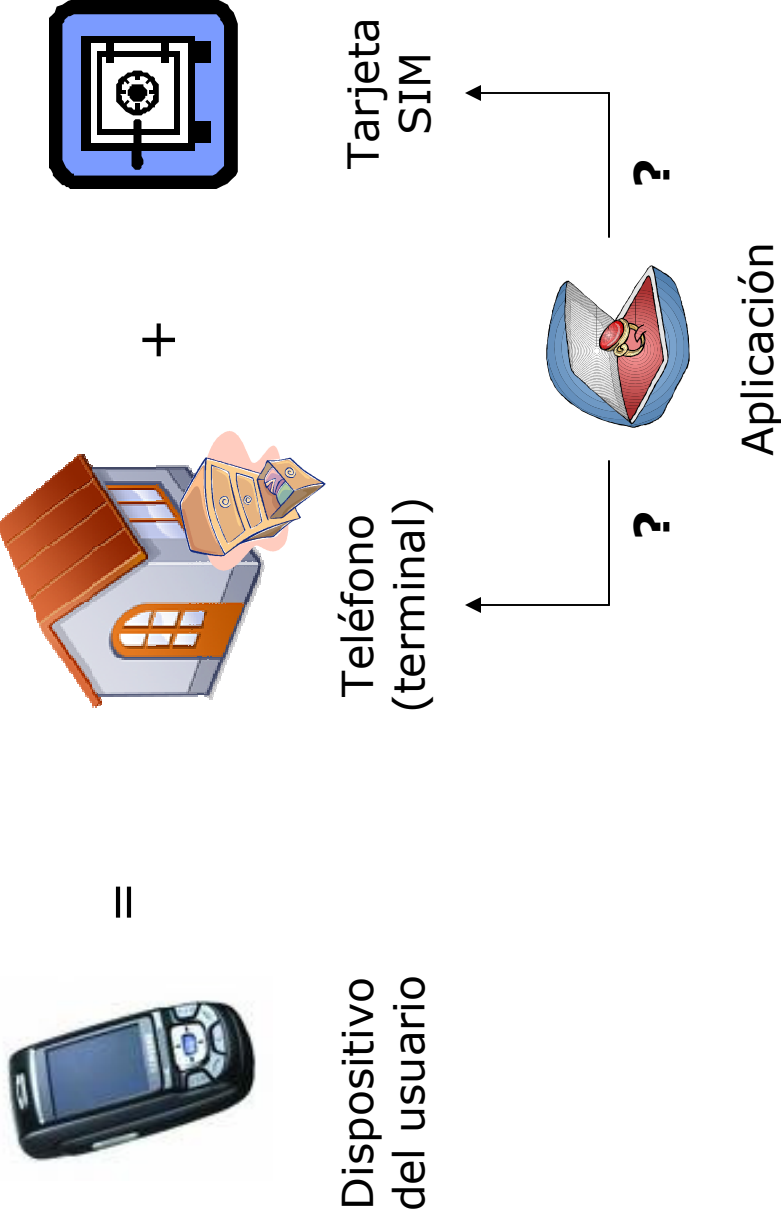 Dispositivo
del usuario
=
Teléfono
(terminal)
+
Tarjeta
SIM
?
?
Aplicación